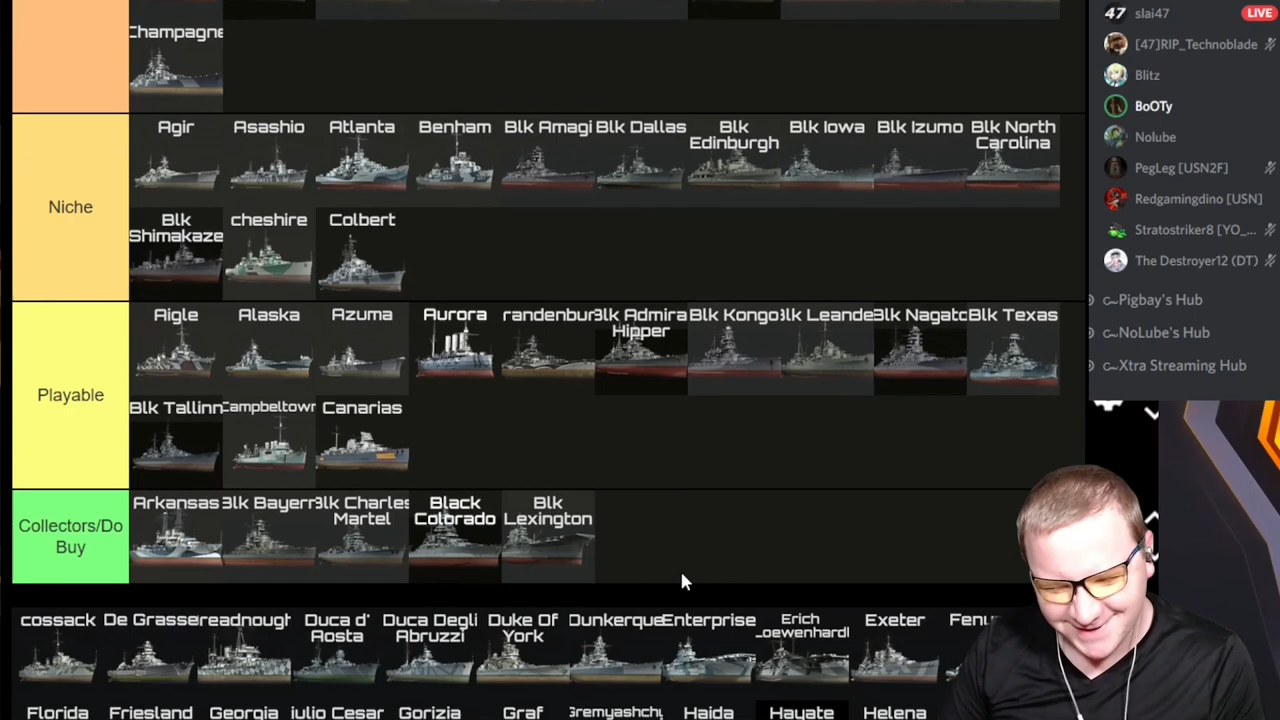 Champagne
Niche
Agir
Asashio
Atlanta
Benham
Blk Amagi
Blk Dallas
Blk
Edinburgh
Blk Iowa
Blk Izumo
Blk North
Carolina
Blk
Shimakaze
cheshire
Colbert
Playable
Aigle
Alaska
Azuma
Aurora
randenbur
Blk Admira
Hipper
Blk Kongo
Blk Leande
Blk Nagato
Blk Texas
Blk Tallinn
Campbeltown
Canarias
Collectors/Do
Buy
Arkansas
Blk Bayern
Blk Charles
Martel
Black
Colorado
Blk
Lexington
cossack
De Grasse
readnough
Duca d'
Aosta
Duca Degli
Abruzzi
Duke Of
York
Dunkerque
Enterprise
Erich
Loewenhardt
Exeter
Florida
Friesland
Georgia
iulio Cesar
Gorizia
Graf
Gremyashchy
Haida
Hayate
Helena
47 slai47 LIVE
[47]RIP_Technoblade
Blitz
BoOTy
Nolube
PegLeg [USN2F]
Redgamingdino [USN]
Stratostriker8 [YO_...
The Destroyer12 (DT)
Pigbay's Hub
NoLube's Hub
Xtra Streaming Hub